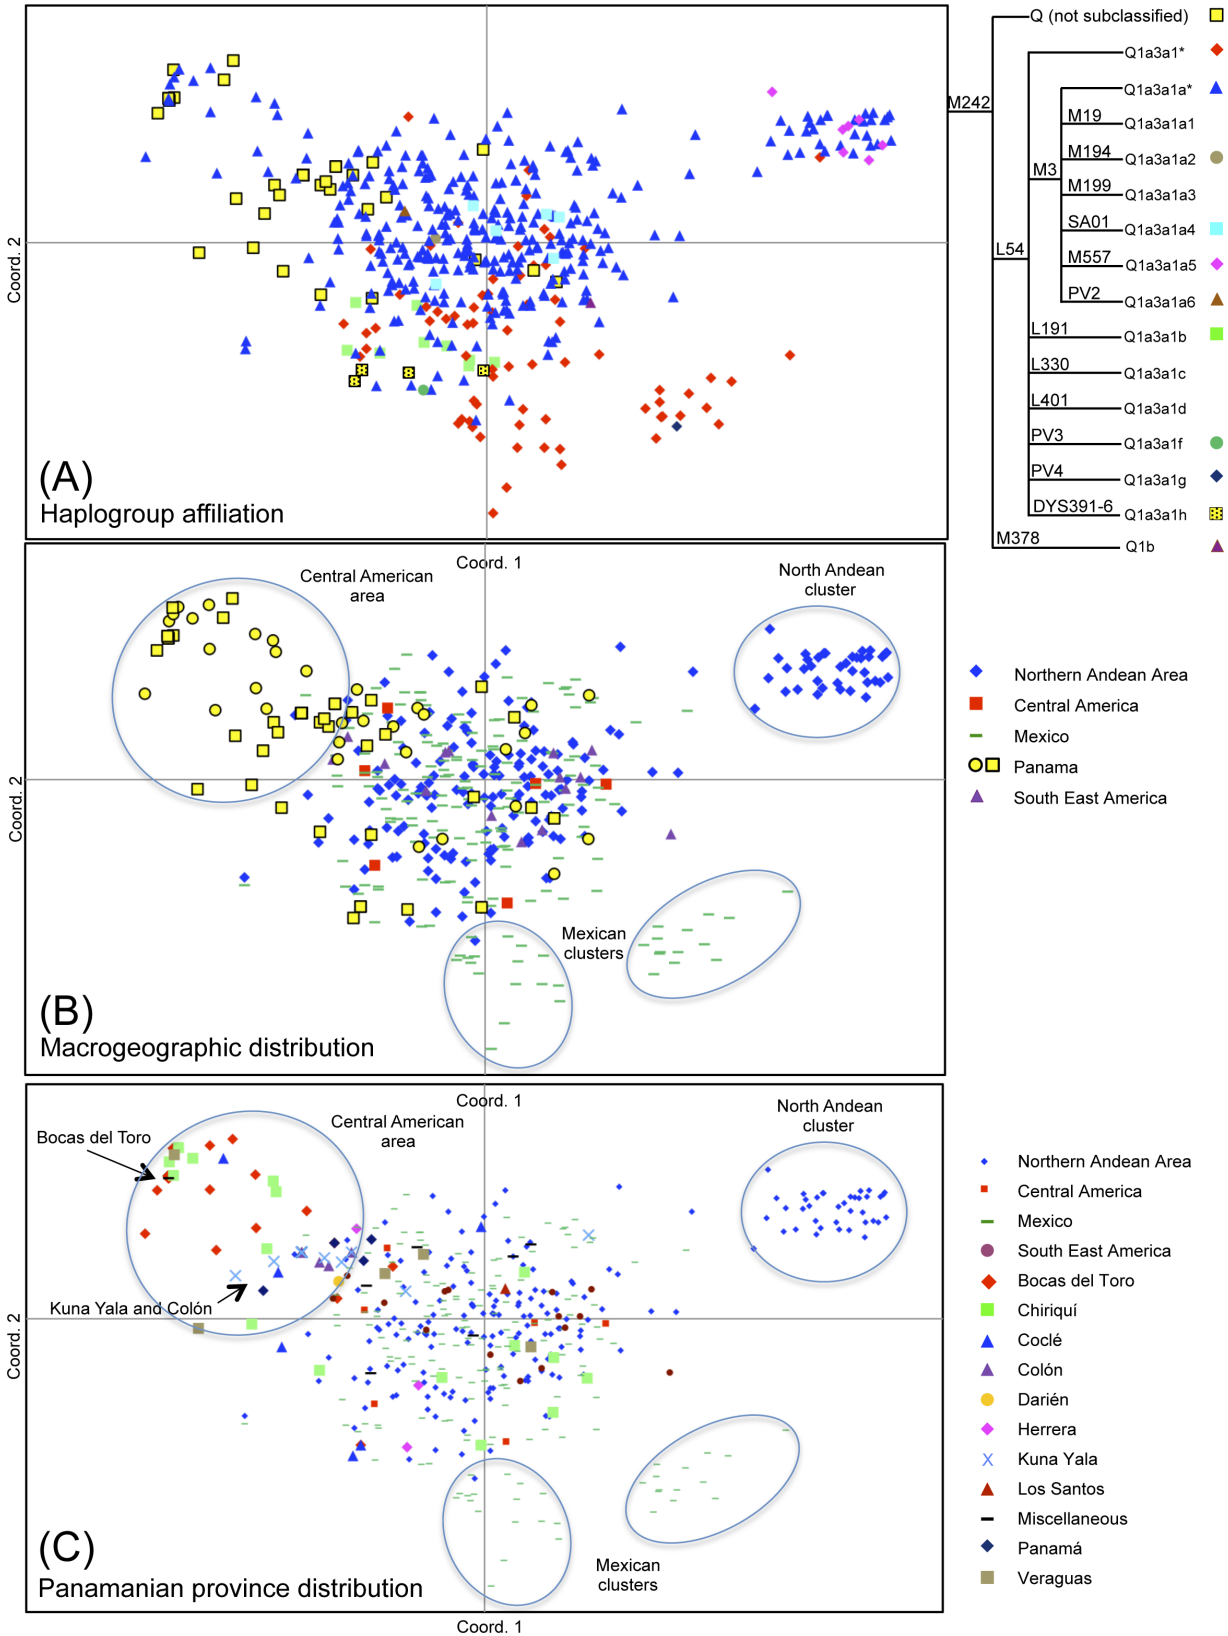 Coord. 2
(A)
Haplogroup affiliation
M242
Q (not subclassified)
Q1a3a1*
Q1a3a1a*
M19
Q1a3a1a1
M194
Q1a3a1a2
M3
M199
Q1a3a1a3
SA01
Q1a3a1a4
L54
M557
Q1a3a1a5
PV2
Q1a3a1a6
L191
Q1a3a1b
L330
Q1a3a1c
L401
Q1a3a1d
PV3
Q1a3a1f
PV4
Q1a3a1g
DYS391-6
Q1a3a1h
M378
Q1b
Coord. 1
Central American
area
North Andean
cluster
Coord. 2
Mexican
clusters
(B)
Macrogeographic distribution
Northern Andean Area
Central America
Mexico
Panama
South East America
Coord. 1
Central American
area
North Andean
cluster
Bocas del Toro
Kuna Yala and Colón
Coord. 2
Mexican
clusters
(C)
Panamanian province distribution
Coord. 1
Northern Andean Area
Central America
Mexico
South East America
Bocas del Toro
Chiriquí
Coclé
Colón
Darién
Herrera
Kuna Yala
Los Santos
Miscellaneous
Panamá
Veraguas